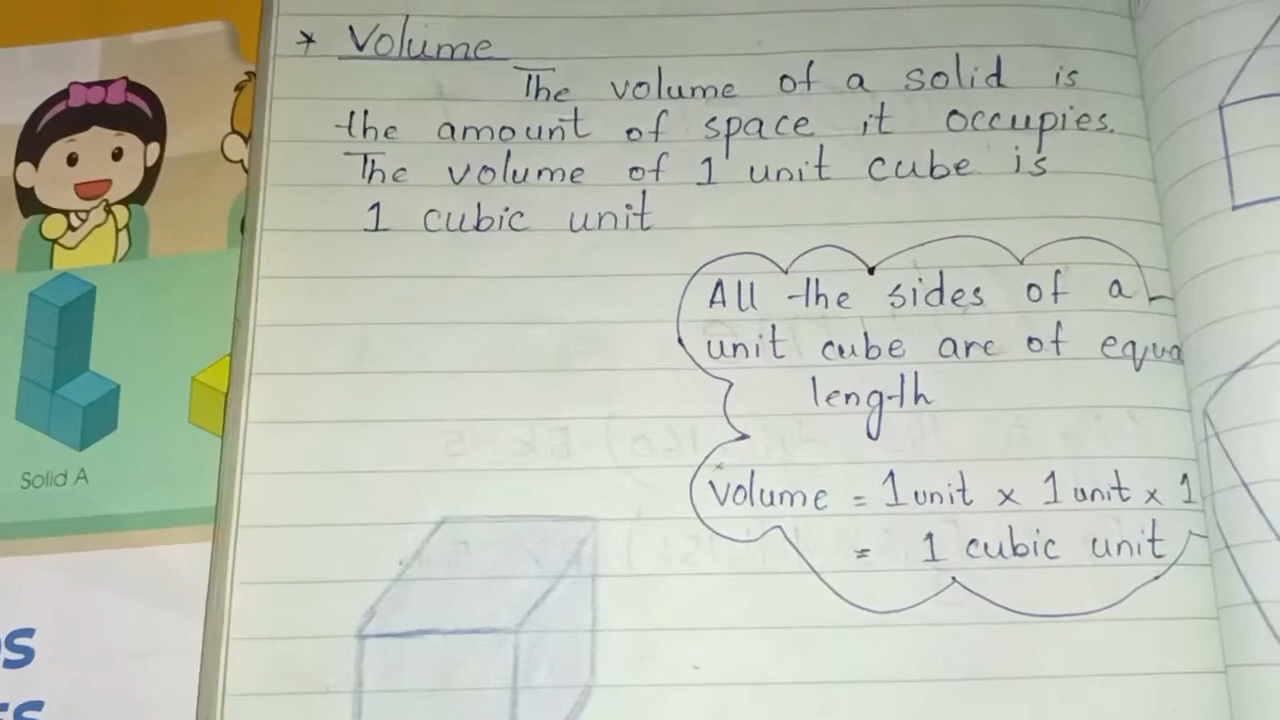 * Volume
The volume of a solid is
the amount of space it occupies.
The volume of 1 unit cube is
1 cubic unit
All the sides of a
unit cube are of equa
length
Volume = 1 unit x 1 unit x 1
= 1 cubic unit
Solid A